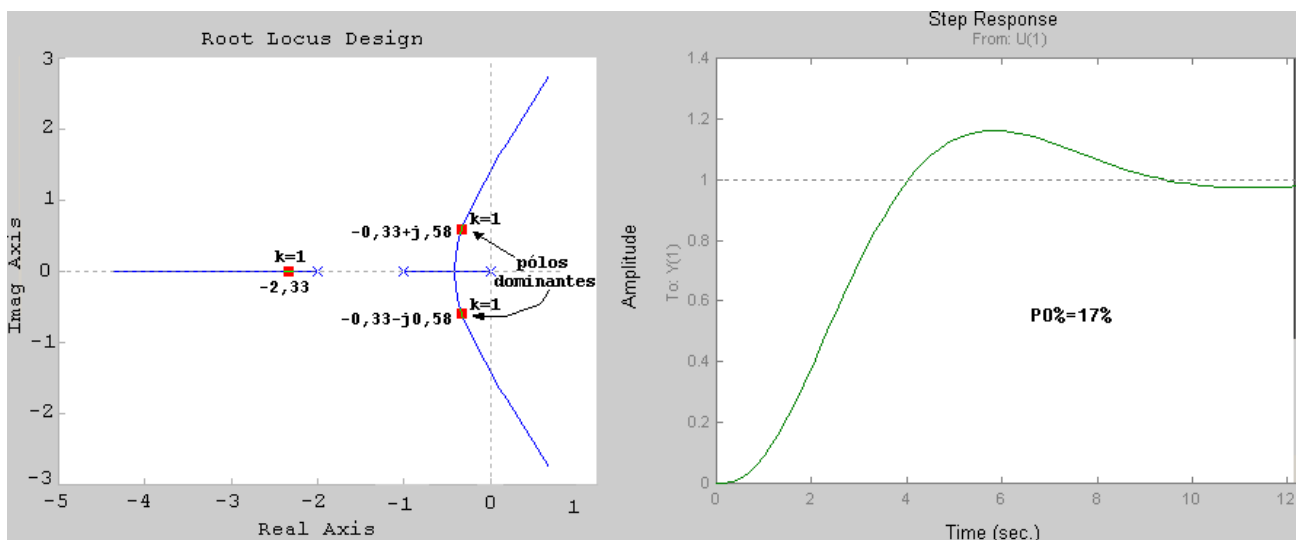 Root Locus Design
3
2
1
0
-1
-2
-3
Imag Axis
-5
-4
-3
-2
-1
0
1
Real Axis
k=1
-0,33+j,58
k=1
-2,33
pólos
dominantes
k=1
-0,33-j0,58
Step Response
From: U(1)
1.4
1.2
1
0.8
0.6
0.4
0.2
0
Amplitude
To: Y(1)
PO%=17%
0
2
4
6
8
10
12
Time (sec.)